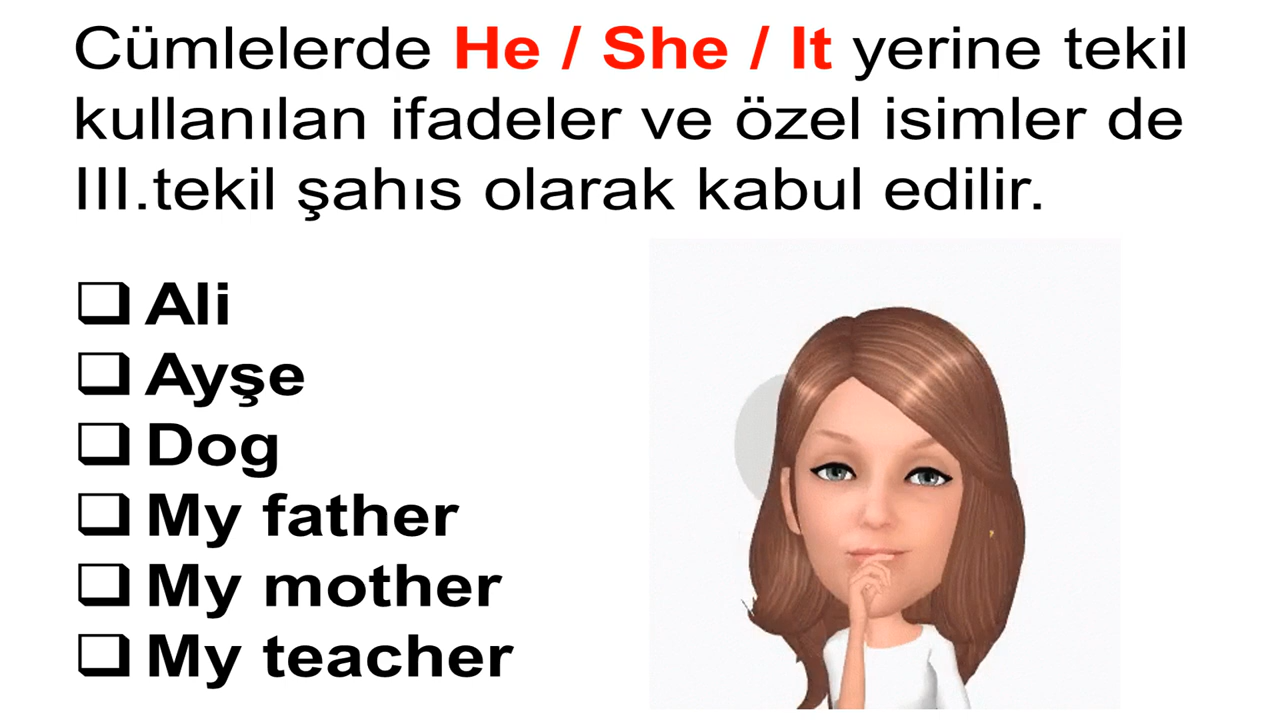 Cümlelerde He / She / It yerine tekil
kullanılan ifadeler ve özel isimler de
III.tekil şahıs olarak kabul edilir.
❑ Ali
❑ Ayşe
❑ Dog
❑ My father
❑ My mother
❑ My teacher